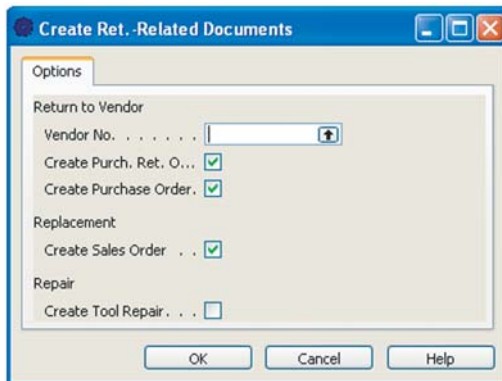 Create Ret.-Related Documents
Options
Return to Vendor
Vendor No. . . . . . . .
Create Purch. Ret. O...
Create Purchase Order.
Replacement
Create Sales Order . .
Repair
Create Tool Repair. . .
OK Cancel Help